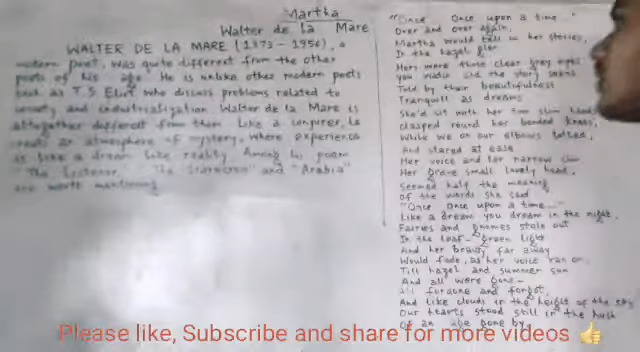 Martha
Walter de la Mare
WALTER DE LA MARE (1873-1956), a
modern poet, was quite different from the other
poets of his age. He is unlike other modern poets
such as T.S Eliot who discuss problems related to
society and industrialization Walter de la Mare is
altogether different from them Like a conjurer, he
creats an atmosphere of mystery, where experience
is like a dream like reality Among his poem
"The Listener, "The" and "Arabia"
are worth mentioning
"Once Once upon a time"
Over and over again,
Martha would tell us her stories,
In the hazel glen
Hers were those clear grey eyes
you and the story seems
Told by their beautifulness
Tranquil as dreams
She'd sit with her two slim hands
clasped round her bended knees,
While we on our elbows lolled,
And stared at ease
Her voice and her narrow chin
Her grave small lovely head,
Seemed half the meaning
Of the words she said
"Once Once upon a time-"
Like a dream you dream in the night,
Fairies and gnomes stole out
In the leaf-green light
And her beauty far away
Would fade, as her voice ran on,
Till hazel and summer sun
And all were gone-
All fordone and forgot,
And like clouds in the height of the sky
Our hearts stood still in the hush
Of an age gone by
Please like, Subscribe and share for more videos 👍